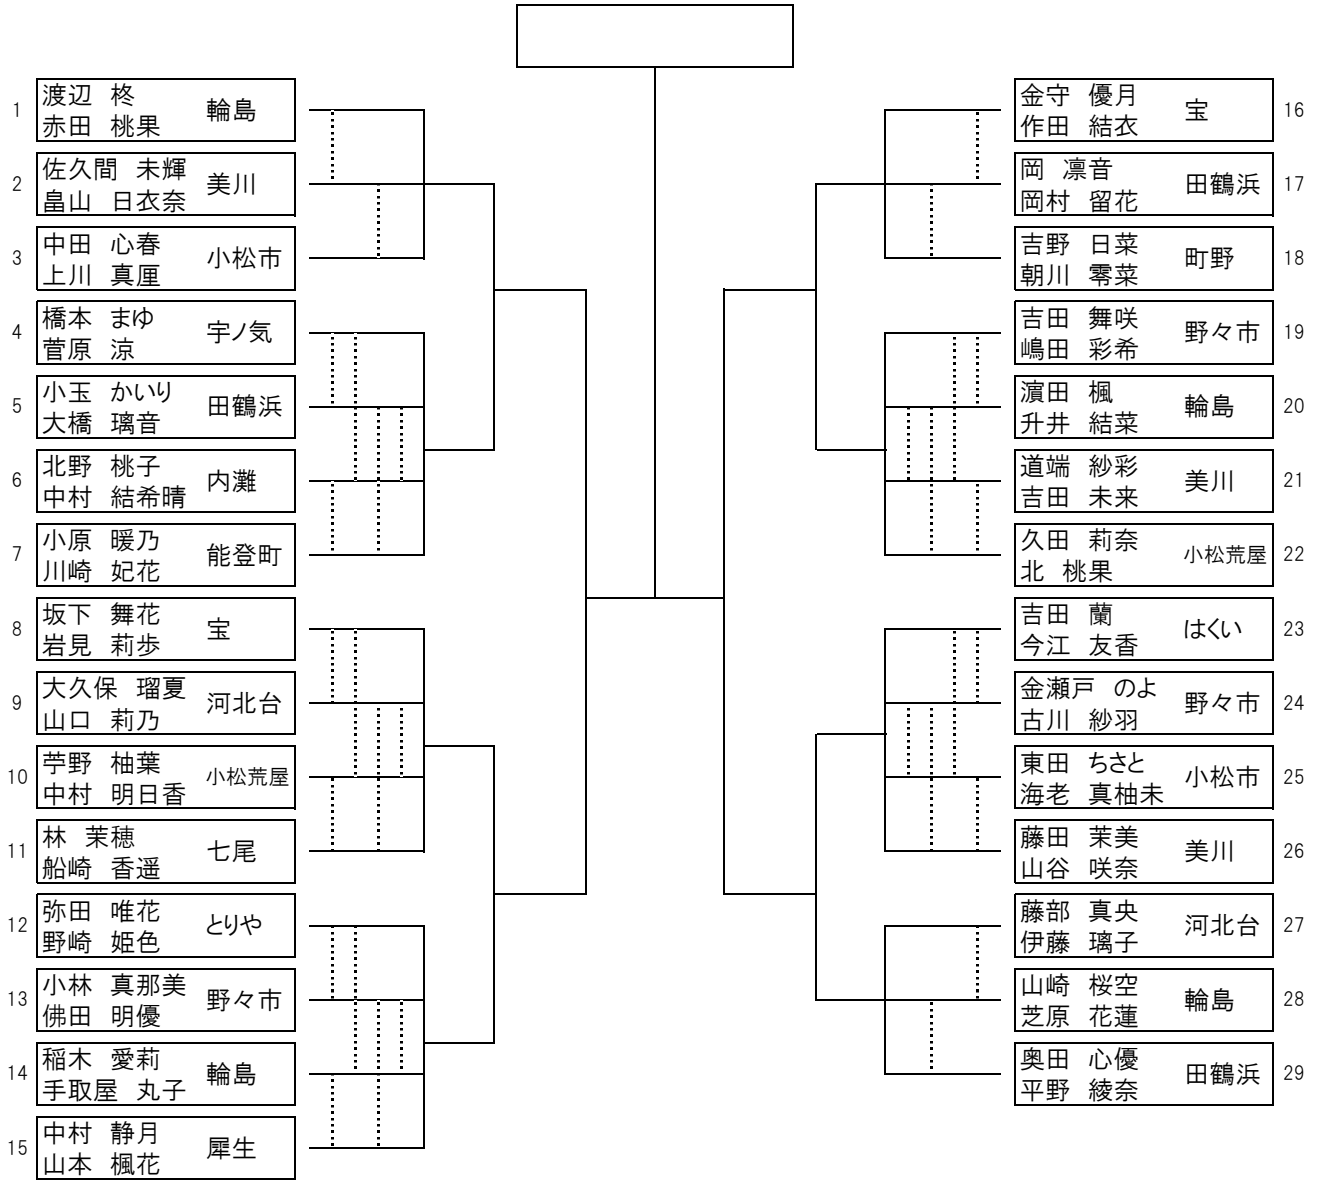 1 渡辺 柊 輪島
赤田 桃果
2 佐久間 未輝 美川
畠山 日衣奈
3 中田 心春 小松市
上川 真厘
4 橋本 まゆ 宇ノ気
菅原 涼
5 小玉 かいり 田鶴浜
大橋 璃音
6 北野 桃子 内灘
中村 結希晴
7 小原 暖乃 能登町
川崎 妃花
8 坂下 舞花 宝
岩見 莉歩
9 大久保 瑠夏 河北台
山口 莉乃
10 苧野 柚葉 小松荒屋
中村 明日香
11 林 茉穂 七尾
船崎 香遥
12 弥田 唯花 とりや
野崎 姫色
13 小林 真那美 野々市
佛田 明優
14 稲木 愛莉 輪島
手取屋 丸子
15 中村 静月 犀生
山本 楓花
金守 優月 宝 16
作田 結衣
岡 凛音 田鶴浜 17
岡村 留花
吉野 日菜 町野 18
朝川 零菜
吉田 舞咲 野々市 19
嶋田 彩希
濵田 楓 輪島 20
升井 結菜
道端 紗彩 美川 21
吉田 未来
久田 莉奈 小松荒屋 22
北 桃果
吉田 蘭 はくい 23
今江 友香
金瀬戸 のよ 野々市 24
古川 紗羽
東田 ちさと 小松市 25
海老 真柚未
藤田 茉美 美川 26
山谷 咲奈
藤部 真央 河北台 27
伊藤 璃子
山崎 桜空 輪島 28
芝原 花蓮
奥田 心優 田鶴浜 29
平野 綾奈